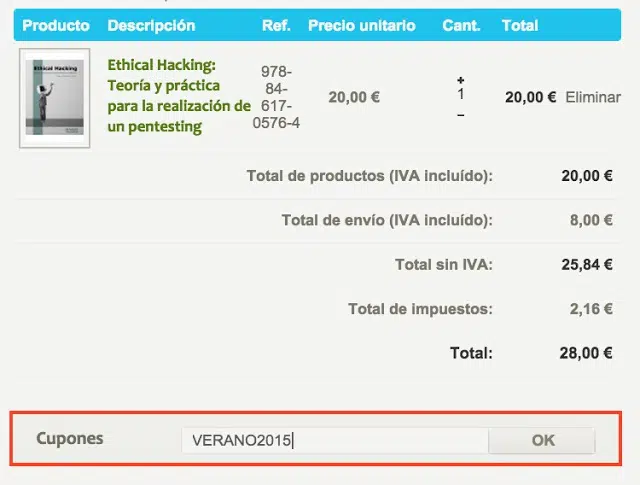 Producto Descripción Ref. Precio unitario Cant. Total
Ethical Hacking
Ethical Hacking:
Teoría y práctica
para la realización de
un pentesting
978-
84-
617-
0576-4
20,00 €
+
1
−
20,00 € Eliminar
Total de productos (IVA incluído): 20,00 €
Total de envío (IVA incluído): 8,00 €
Total sin IVA: 25,84 €
Total de impuestos: 2,16 €
Total: 28,00 €
Cupones VERANO2015 OK